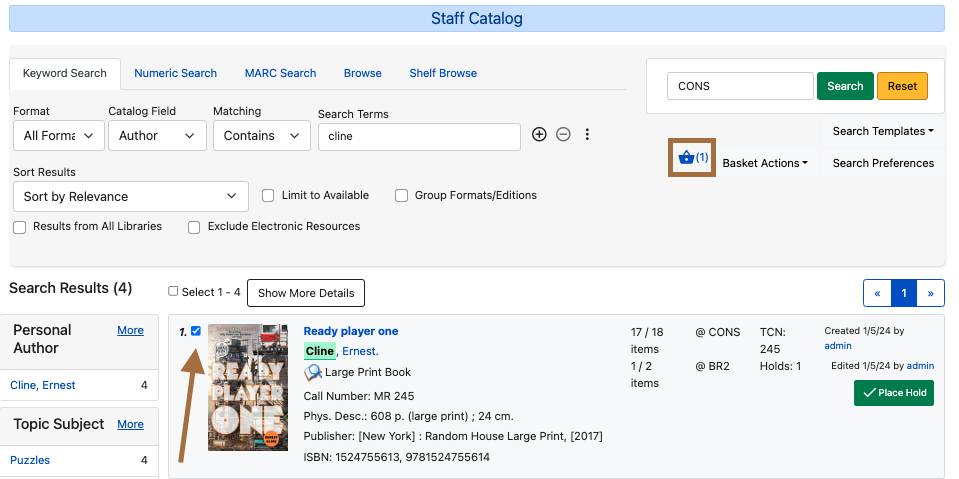 Staff Catalog
Keyword Search
Numeric Search
MARC Search
Browse
Shelf Browse
CONS
Search
Reset
Format
Catalog Field
Matching
Search Terms
All Forma
Author
Contains
cline
Search Templates
(1)
Basket Actions
Search Preferences
Sort Results
Sort by Relevance
Limit to Available
Group Formats/Editions
Results from All Libraries
Exclude Electronic Resources
Search Results (4)
Select 1 - 4
Show More Details
«
1
»
Personal Author
More
Cline, Ernest
4
Topic Subject
More
Puzzles
4
1.
READY PLAYER ONE
Ready player one
Cline, Ernest.
Large Print Book
Call Number: MR 245
Phys. Desc.: 608 p. (large print) ; 24 cm.
Publisher: [New York] : Random House Large Print, [2017]
ISBN: 1524755613, 9781524755614
17 / 18 items
@ CONS
1 / 2 items
@ BR2
TCN: 245
Holds: 1
Created 1/5/24 by admin
Edited 1/5/24 by admin
Place Hold